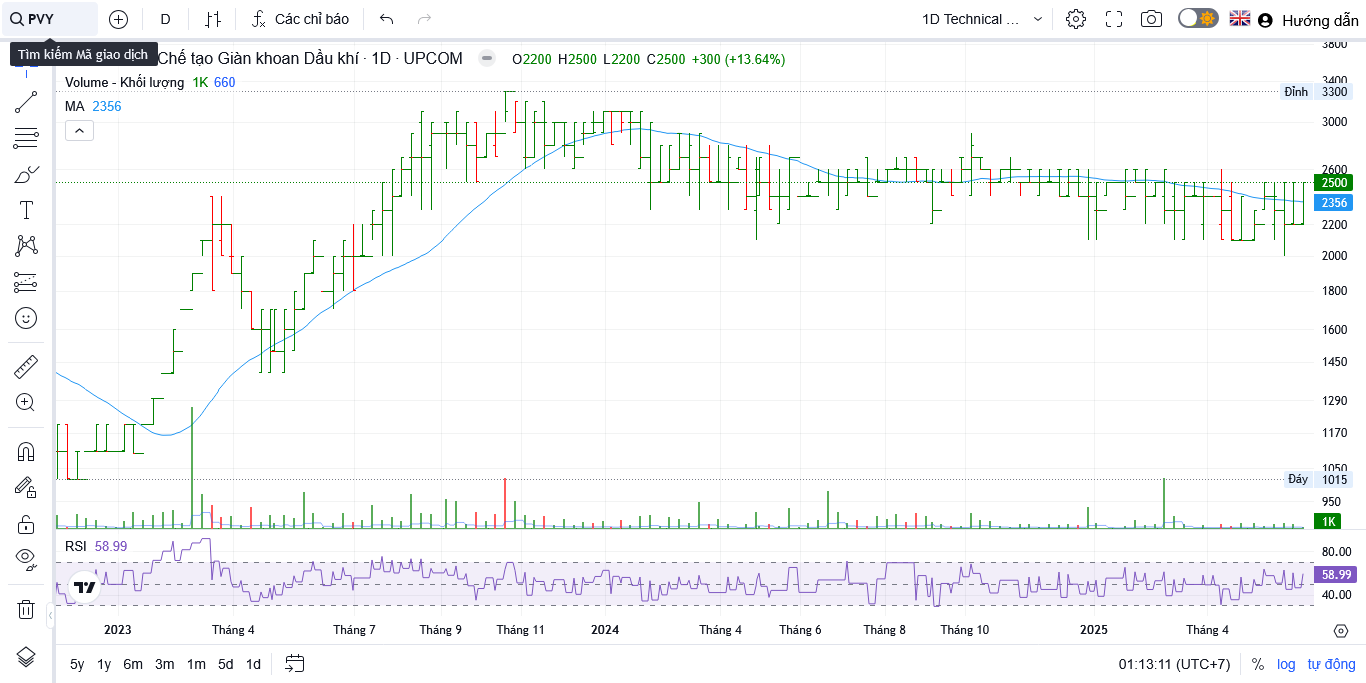 PVY
D
Các chỉ báo
1D Technical ...
Hướng dẫn
Tìm kiếm Mã giao dịch
Chế tạo Giàn khoan Dầu khí · 1D · UPCOM
O2200 H2500 L2200 C2500 +300 (+13.64%)
Volume - Khối lượng 1K 660
MA 2356
3800
3400
Đỉnh 3300
3000
2600
2500
2356
2200
2000
1800
1600
1450
1290
1170
1050
Đáy 1015
950
1K
RSI 58.99
80.00
58.99
40.00
2023 Tháng 4 Tháng 7 Tháng 9 Tháng 11 2024 Tháng 4 Tháng 6 Tháng 8 Tháng 10 2025 Tháng 4
5y 1y 6m 3m 1m 5d 1d
01:13:11 (UTC+7) % log tự động